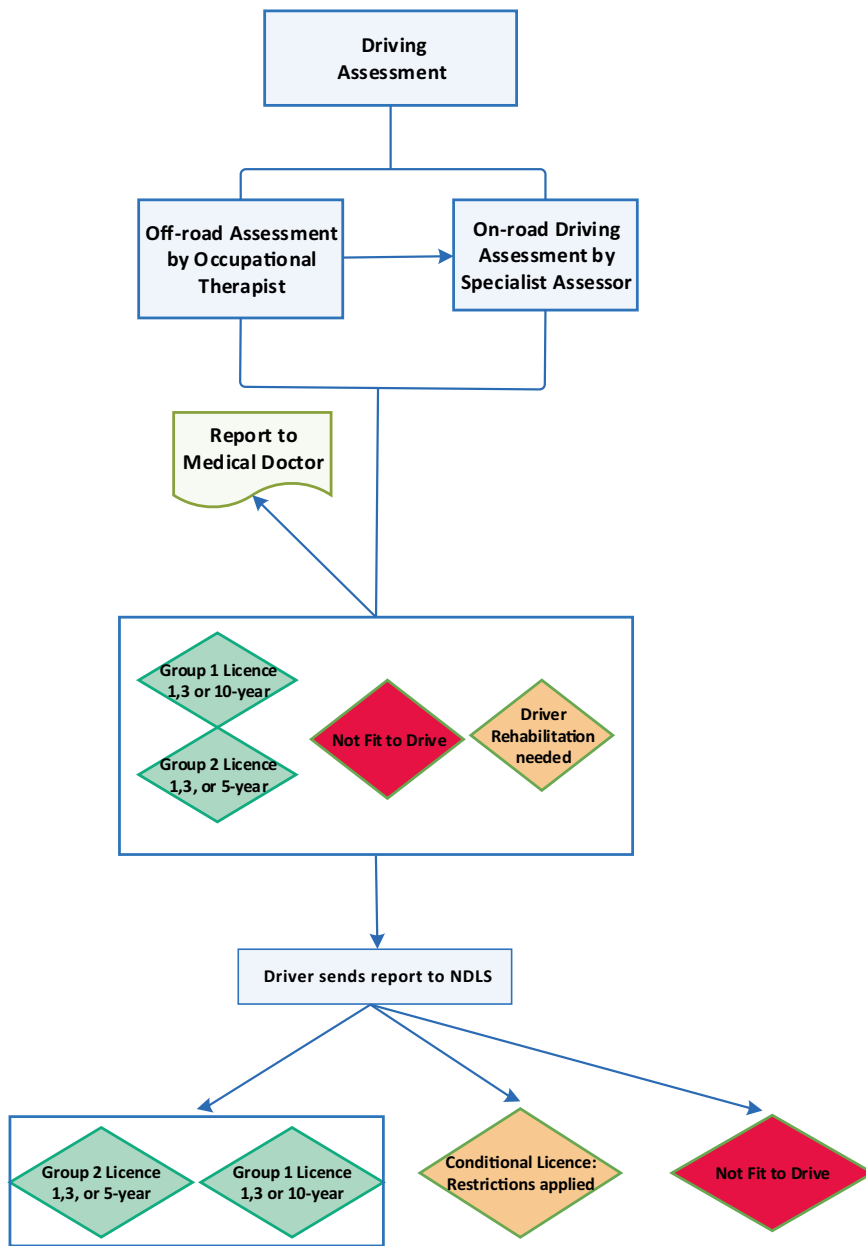 Driving
Assessment
Off-road Assessment
by Occupational
Therapist
On-road Driving
Assessment by
Specialist Assessor
Report to
Medical Doctor
Group 1 Licence
1,3 or 10-year
Group 2 Licence
1,3, or 5-year
Not Fit to Drive
Driver
Rehabilitation
needed
Driver sends report to NDLS
Group 2 Licence
1,3, or 5-year
Group 1 Licence
1,3 or 10-year
Conditional Licence:
Restrictions applied
Not Fit to Drive